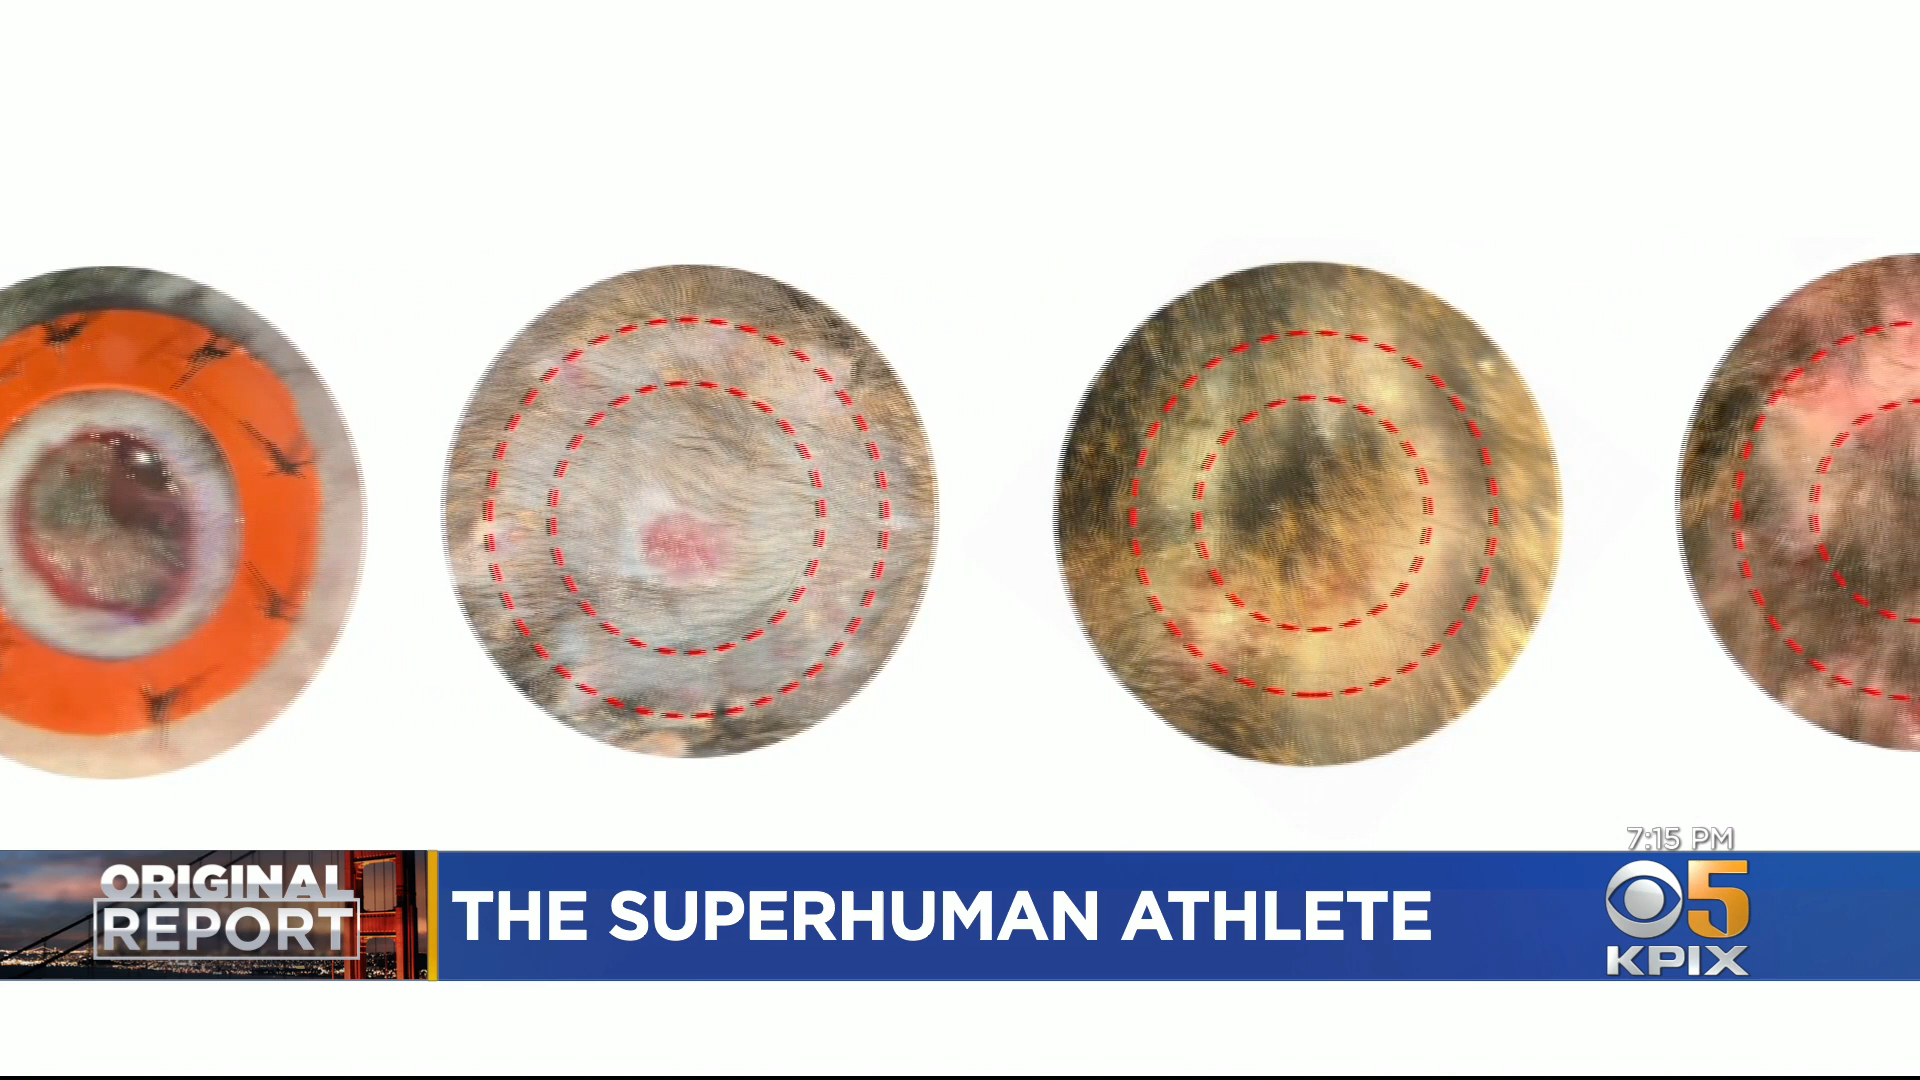 7:15 PM
ORIGINAL
REPORT
THE SUPERHUMAN ATHLETE
5
KPIX